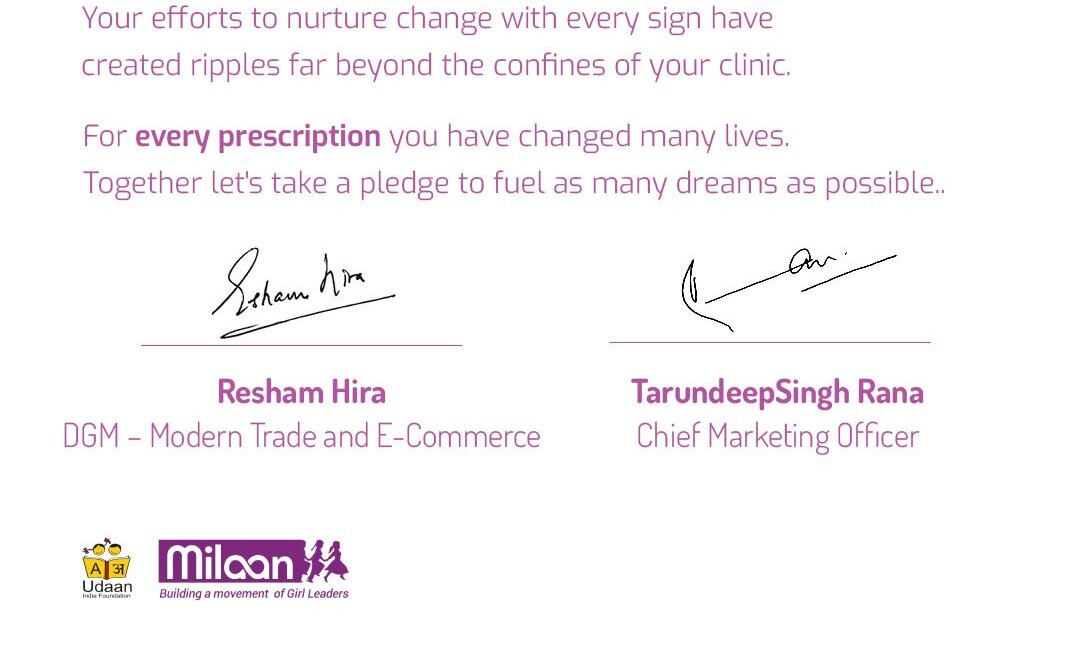 Your efforts to nurture change with every sign have
created ripples far beyond the confines of your clinic.
For every prescription you have changed many lives.
Together let's take a pledge to fuel as many dreams as possible..
Resham Hira
Resham Hira
DGM – Modern Trade and E-Commerce
TarundeepSingh Rana
Chief Marketing Officer
A अ
Udaan
India Foundation
Milaan
Building a movement of Girl Leaders